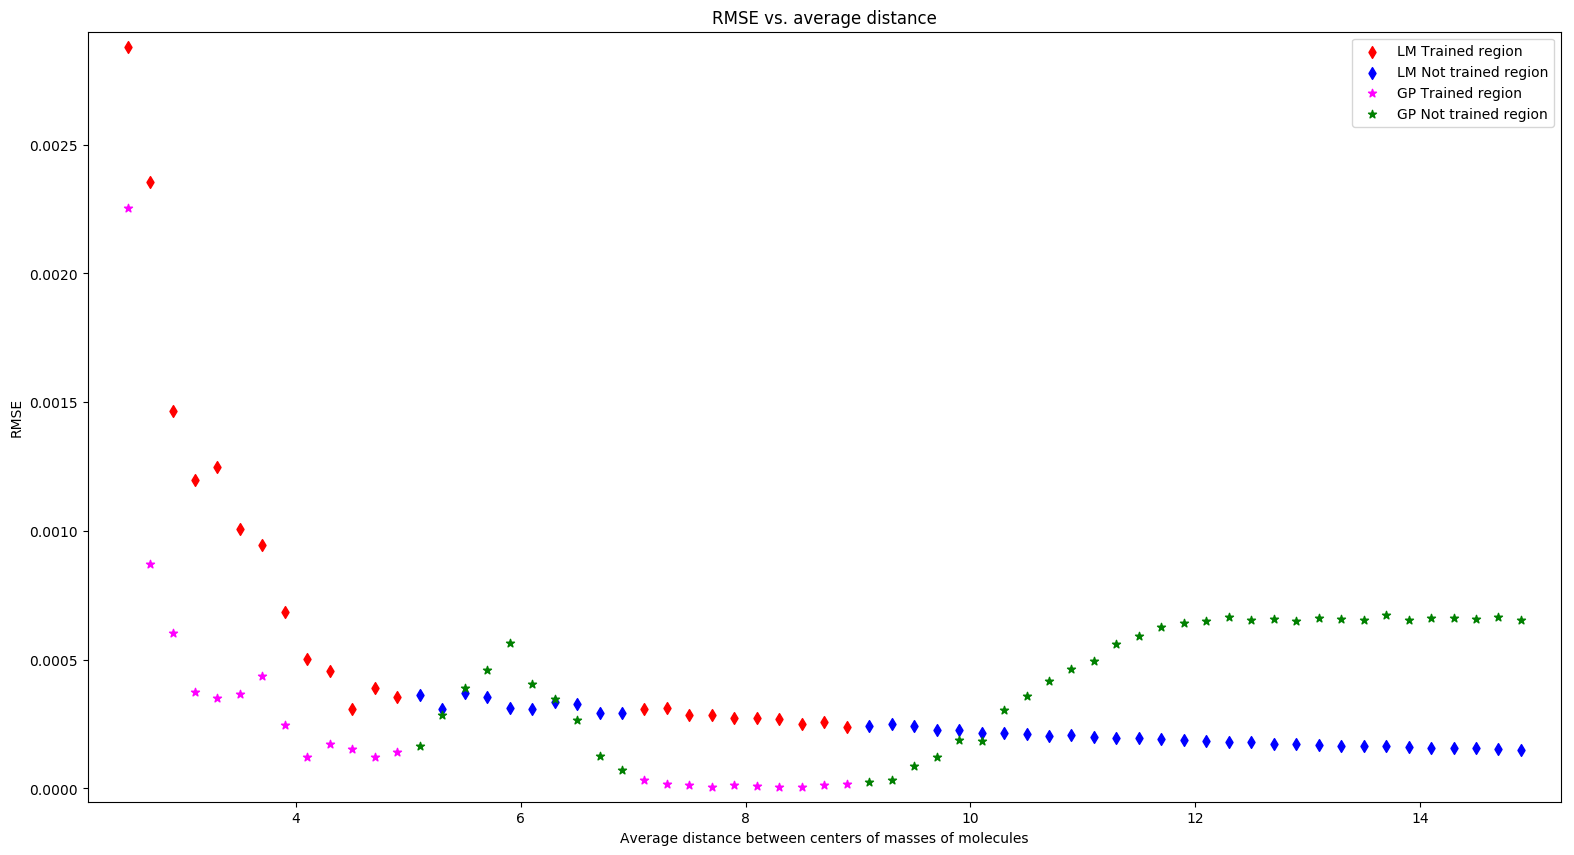 RMSE vs. average distance
LM Trained region
LM Not trained region
GP Trained region
GP Not trained region
RMSE
0.0025
0.0020
0.0015
0.0010
0.0005
0.0000
4
6
8
10
12
14
Average distance between centers of masses of molecules